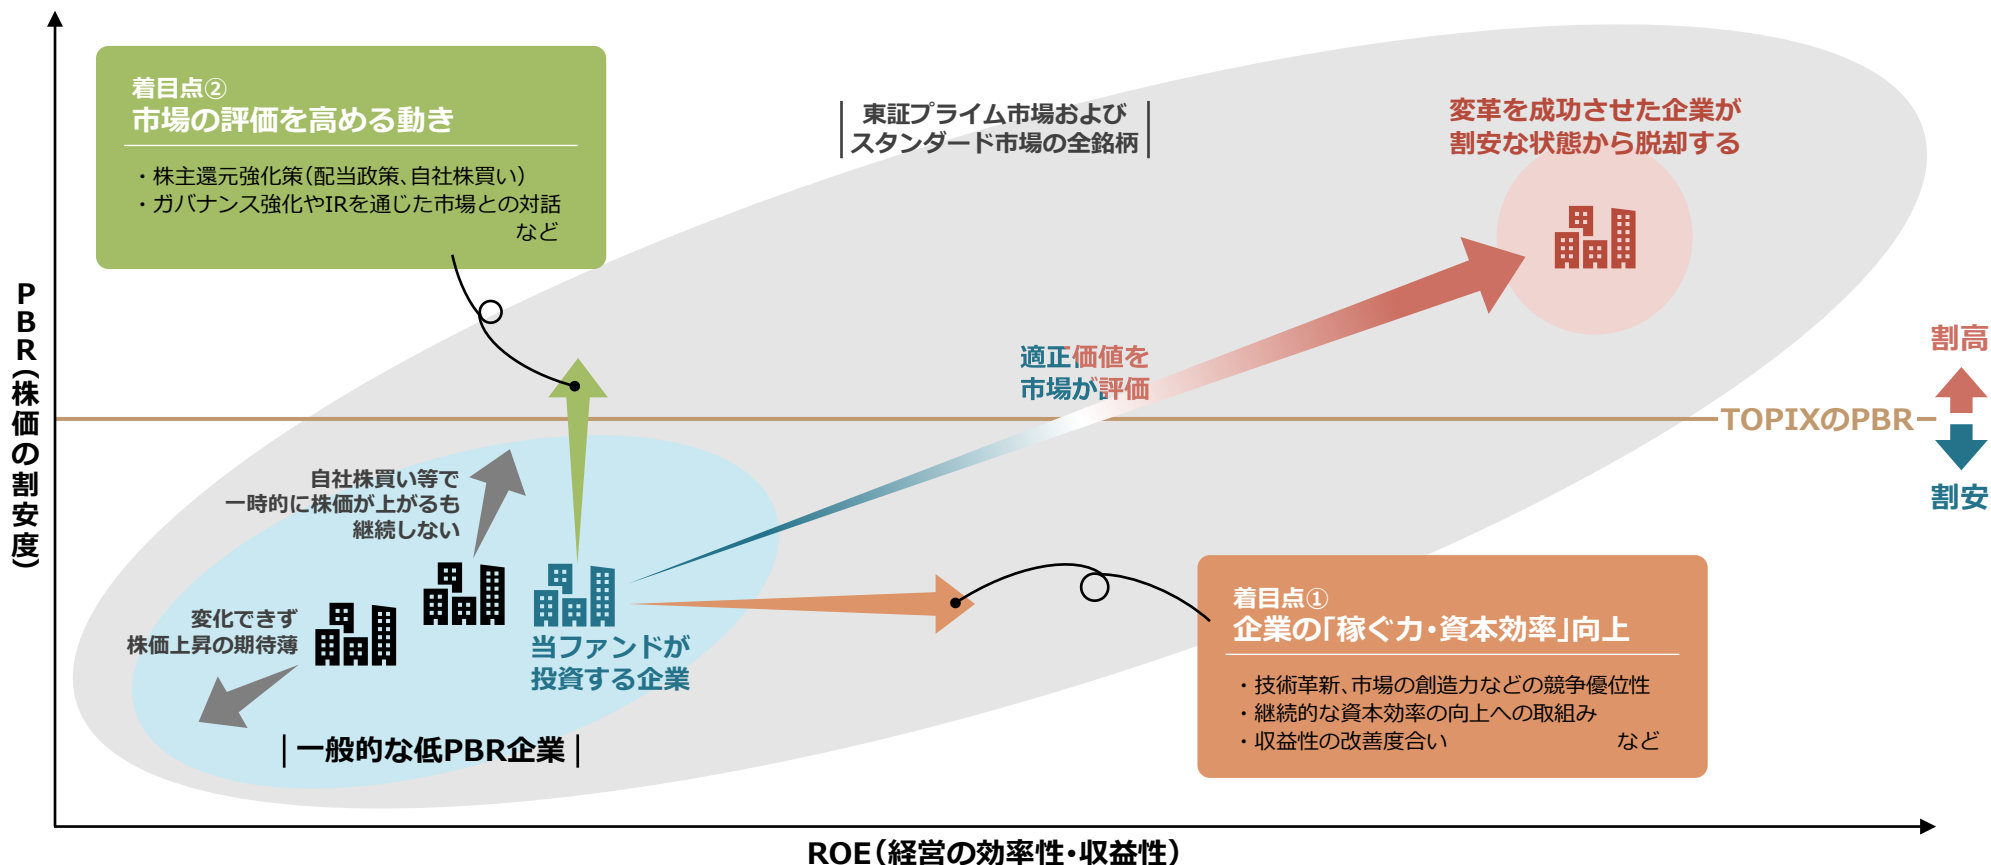 着目点②
市場の評価を高める動き
・株主還元強化策(配当政策、自社株買い)
・ガバナンス強化やIRを通じた市場との対話
など
東証プライム市場および
スタンダード市場の全銘柄
変革を成功させた企業が
割安な状態から脱却する
PBR(株価の割安度)
適正価値を
市場が評価
割高
TOPIXのPBR
割安
自社株買い等で
一時的に株価が上がるも
継続しない
変化できず
株価上昇の期待薄
当ファンドが
投資する企業
一般的な低PBR企業
着目点①
企業の「稼ぐ力・資本効率」向上
・技術革新、市場の創造力などの競争優位性
・継続的な資本効率の向上への取組み
・収益性の改善度合い など
ROE(経営の効率性・収益性)